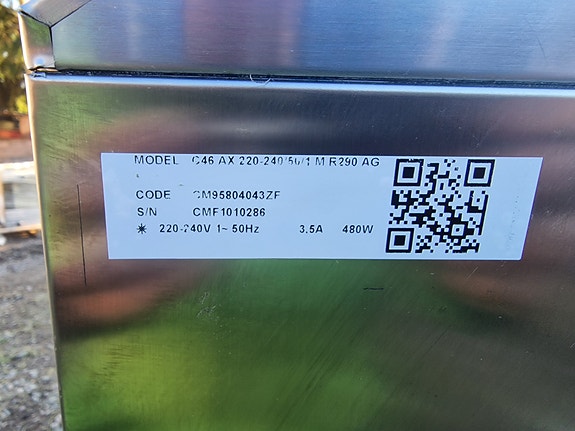 MODEL C46 AX 220-240/50/1 M R290 AG
CODE CM95804043ZF
S/N CMF1010286
✷ 220-240V 1~ 50Hz 3,5A 480W